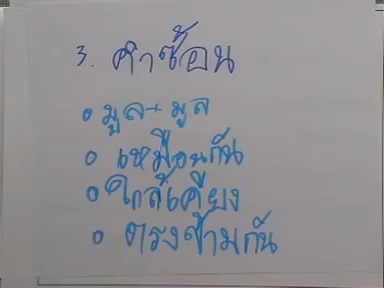 3. คำซ้อน
• มูล + มูล
• เหมือนกัน
• ใกล้เคียง
• ตรงข้ามกัน